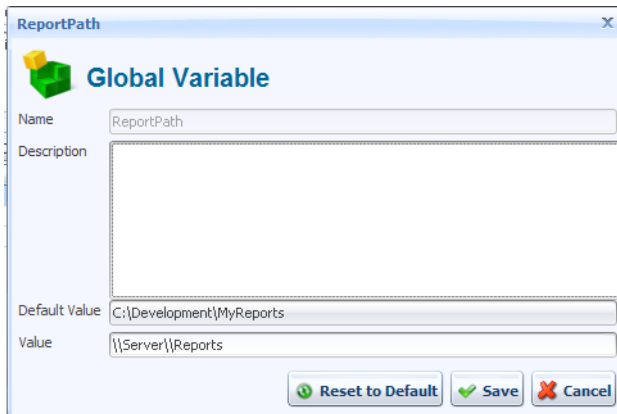 ReportPath
x
Global Variable
Name ReportPath
Description
Default Value C:\Development\MyReports
Value \\Server\\Reports
Reset to Default Save Cancel